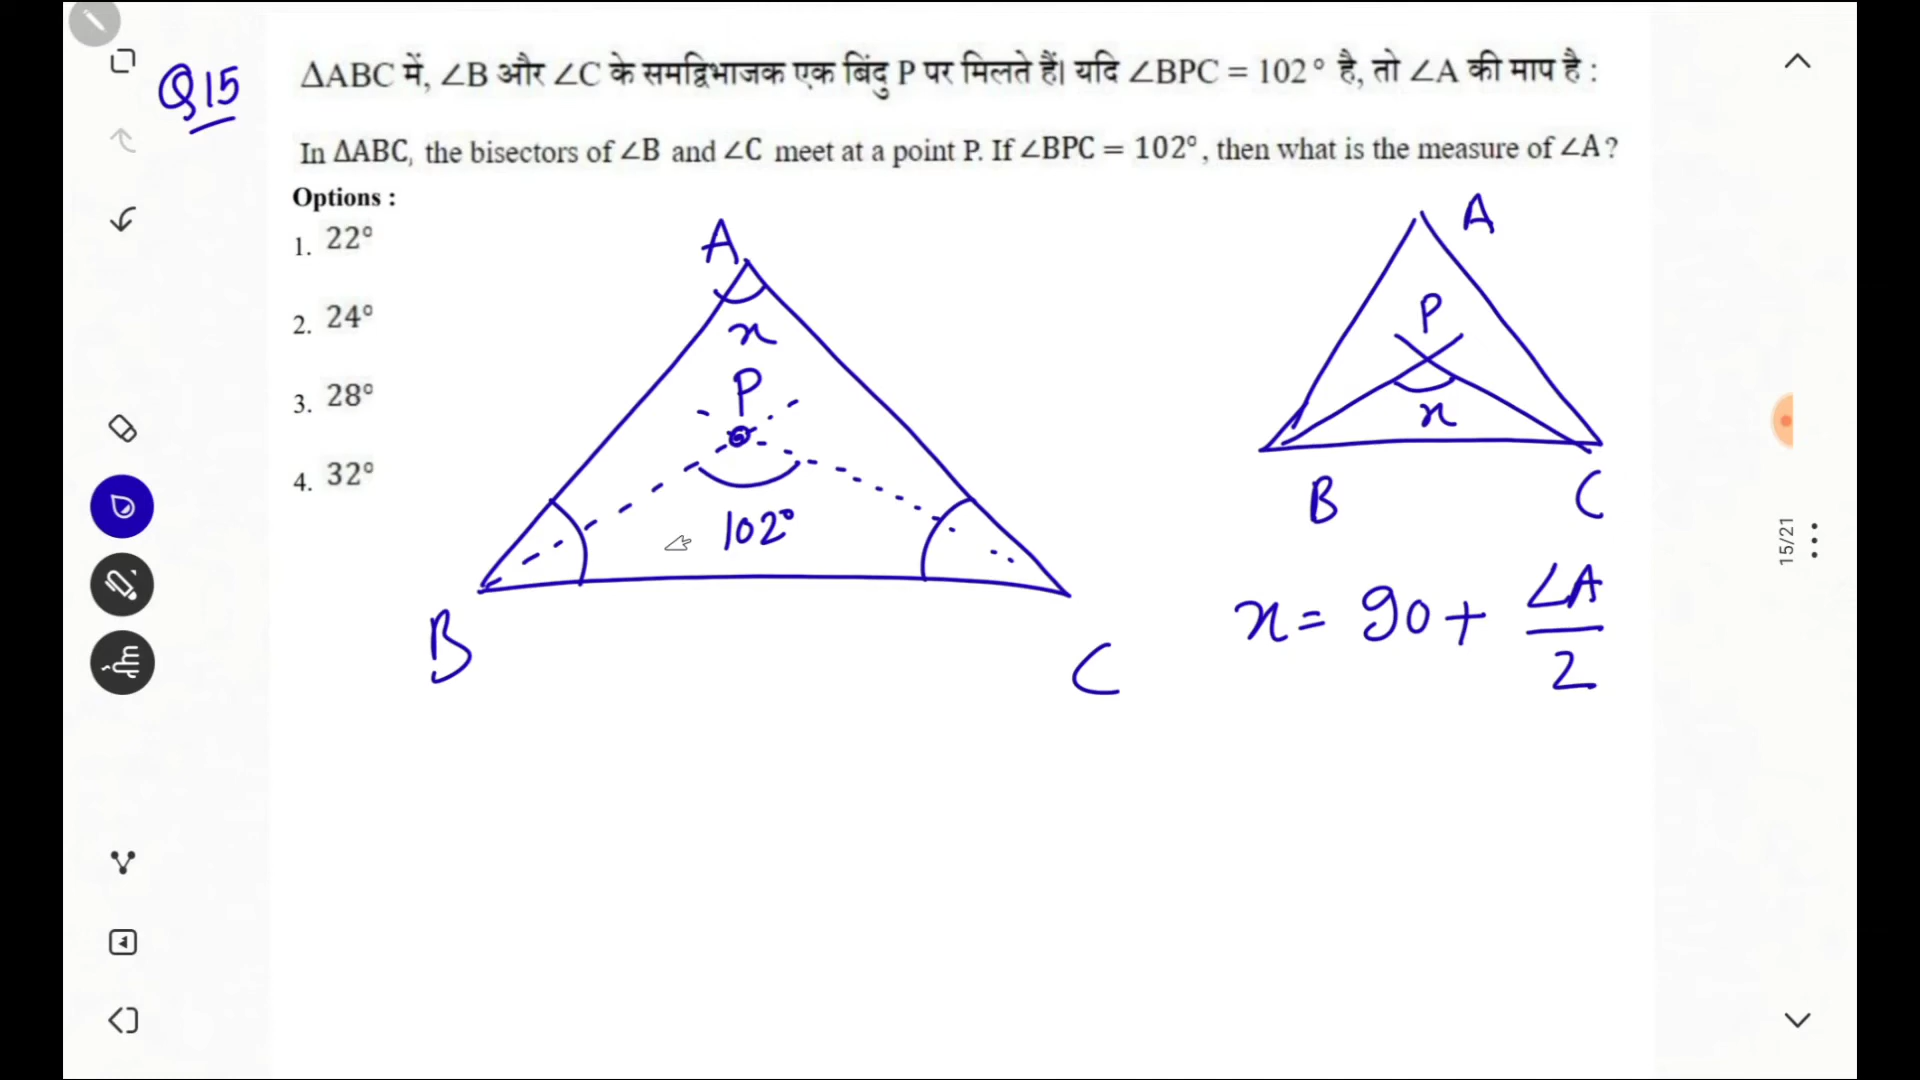 Q15
ΔABC में, ∠B और ∠C के समद्विभाजक एक बिंदु P पर मिलते हैं। यदि ∠BPC = 102° है, तो ∠A की माप है :
In ΔABC, the bisectors of ∠B and ∠C meet at a point P. If ∠BPC = 102°, then what is the measure of ∠A?
Options :
1. 22°
2. 24°
3. 28°
4. 32°
A
x
P
102°
B
C
A
P
x
B
C
x = 90 + ∠A/2
15/21